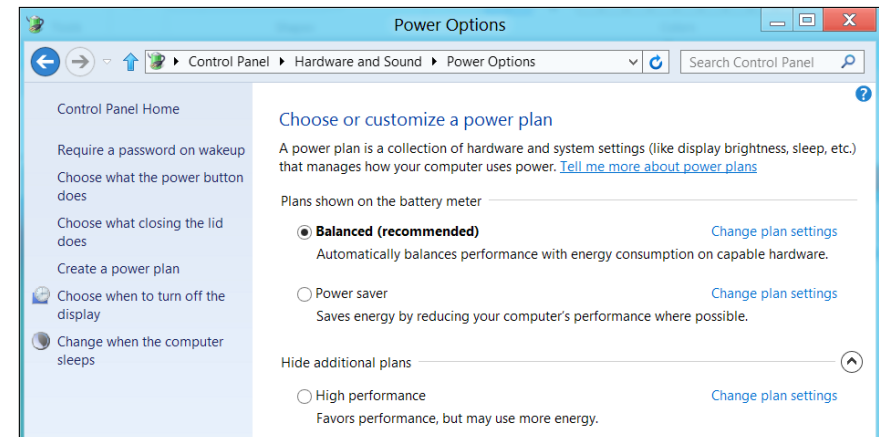 Power Options
Control Panel ▸ Hardware and Sound ▸ Power Options
Search Control Panel
Control Panel Home
Require a password on wakeup
Choose what the power button
does
Choose what closing the lid
does
Create a power plan
Choose when to turn off the
display
Change when the computer
sleeps
Choose or customize a power plan
A power plan is a collection of hardware and system settings (like display brightness, sleep, etc.)
that manages how your computer uses power. Tell me more about power plans
Plans shown on the battery meter
Balanced (recommended) Change plan settings
Automatically balances performance with energy consumption on capable hardware.
Power saver Change plan settings
Saves energy by reducing your computer's performance where possible.
Hide additional plans
High performance Change plan settings
Favors performance, but may use more energy.